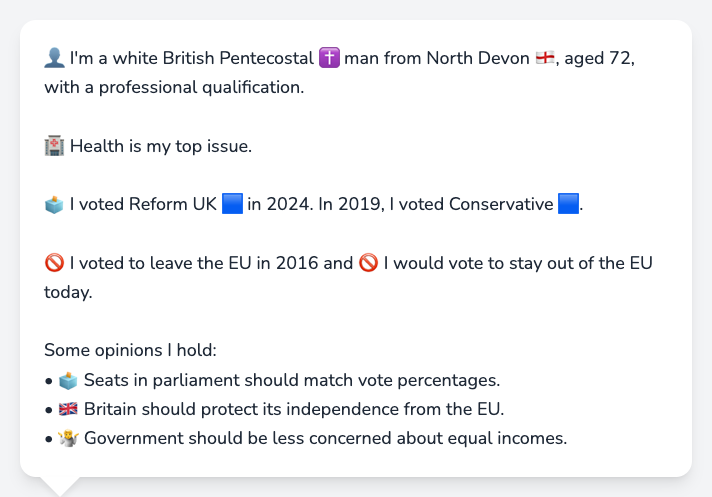 👤 I'm a white British Pentecostal ✝️ man from North Devon 🏴󠁧󠁢󠁥󠁮󠁧󠁿, aged 72,
with a professional qualification.
🏥 Health is my top issue.
🗳️ I voted Reform UK 🟦 in 2024. In 2019, I voted Conservative 🟦.
🚫 I voted to leave the EU in 2016 and 🚫 I would vote to stay out of the EU
today.
Some opinions I hold:
• 🗳️ Seats in parliament should match vote percentages.
• 🇬🇧 Britain should protect its independence from the EU.
• 🤷 Government should be less concerned about equal incomes.